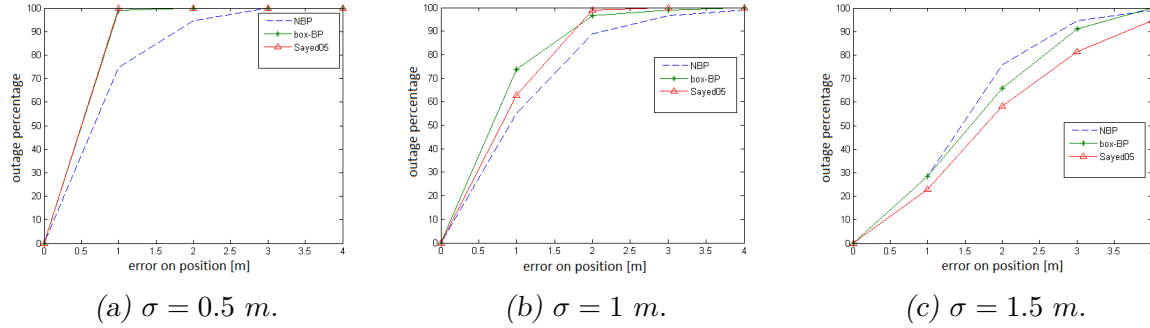 100
90
80
70
60
50
40
30
20
10
0
outage percentage
NBP
box-BP
Sayed05
0 0.5 1 1.5 2 2.5 3 3.5 4
error on position [m]
(a) σ = 0.5 m.
100
90
80
70
60
50
40
30
20
10
0
outage percentage
NBP
box-BP
Sayed05
0 0.5 1 1.5 2 2.5 3 3.5 4
error on position [m]
(b) σ = 1 m.
100
90
80
70
60
50
40
30
20
10
0
outage percentage
NBP
box-BP
Sayed05
0 0.5 1 1.5 2 2.5 3 3.5 4
error on position [m]
(c) σ = 1.5 m.